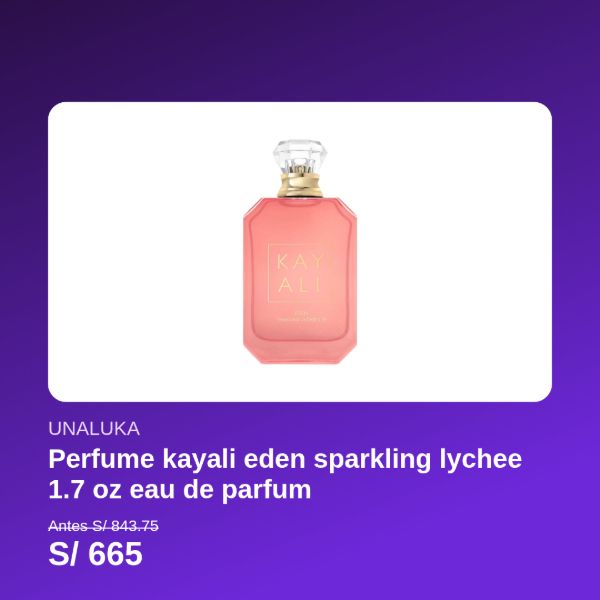 KAY
ALI
UNALUKA
Perfume kayali eden sparkling lychee
1.7 oz eau de parfum
Antes S/ 843.75
S/ 665